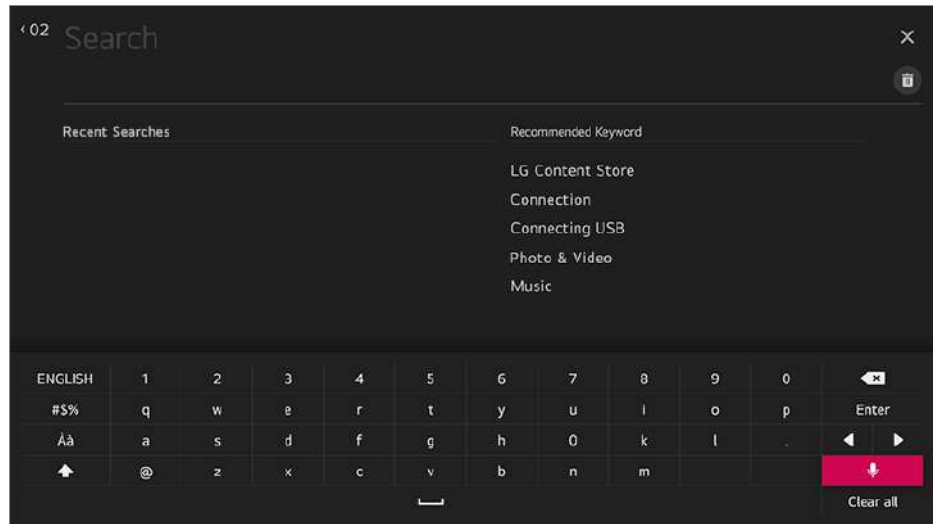 ‹ 02 Search
Recent Searches
Recommended Keyword
LG Content Store
Connection
Connecting USB
Photo & Video
Music
ENGLISH 1 2 3 4 5 6 7 8 9 0
#$% q w e r t y u i o p Enter
Àà a s d f g h 0 k l .
@ z x c v b n m
Clear all